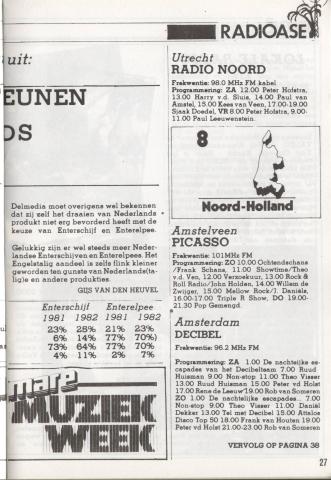 RADIOASE
uit:
EUNEN
DS
Delmedia moet overigens wel bekennen
dat zij zelf het draaien van Nederlands
produkt niet erg bevorderd heeft met de
keuze van Enterschijf en Enterelpee.
Gelukkig zijn er wel steeds meer Neder-
landse Enterschijven en Enterelpees. Het
Engelstalig aandeel is zelfs flink kleiner
geworden ten gunste van Nederlands(ta-
lig)e en andere produkties.
GIJS VAN DEN HEUVEL
Enterschijf Enterelpee
1981 1982 1981 1982
23% 28% 21% 23%
6% 14% 77% 70%)
73% 64% 77% 70%
4% 11% 2% 7%
mare
MUZIEK
WEEK
Utrecht
RADIO NOORD
Frekwentie: 98.0 MHz FM kabel
Programmering: ZA 12.00 Peter Hofstra,
13.00 Harry v.d. Sluis, 14.00 Paul van
Amstel, 15.00 Kees van Veen, 17.00-19.00
Sjaak Doedel, VR 8.00 Peter Hofstra, 9.00-
11.00 Paul Leeuwenstein.
8
Noord-Holland
Amstelveen
PICASSO
Frekwentie: 101MHz FM
Programmering: ZO 10.00 Ochtendschans
/Frank Schans, 11.00 Showtime/Theo
v.d. Ven, 12.00 Verzoekuur, 13.00 Rock &
Roll Radio/John Holden, 14.00 Willem de
Zwijger, 15.00 Mellow Rock/J. Daniëls,
16.00-17.00 Triple R Show, DO 19.00-
21.30 Pop Gemengd.
Amsterdam
DECIBEL
Frekwentie: 96.2 MHz FM
Programmering: ZA 1.00 De nachtelijke es-
capades van het Decibelteam 7.00 Ruud
Huisman 9.00 Non-stop 11.00 Theo Visser
13.00 Ruud Huisman 15.00 Peter vd Holst
17.00 Rene de Leeuw 19.00 Rob van Someren
ZO 1.00 De nachtelijke escapades... 7.00
Non-stop 9.00 Theo Visser 11.00 Daniel
Dekker 13.00 Tel met Decibel 15.00 Attalos
Disco Top 50 18.00 Frank van Houten 19.00
Peter vd Holst 21.00-23.00 Rob van Someren
VERVOLG OP PAGINA 38
27